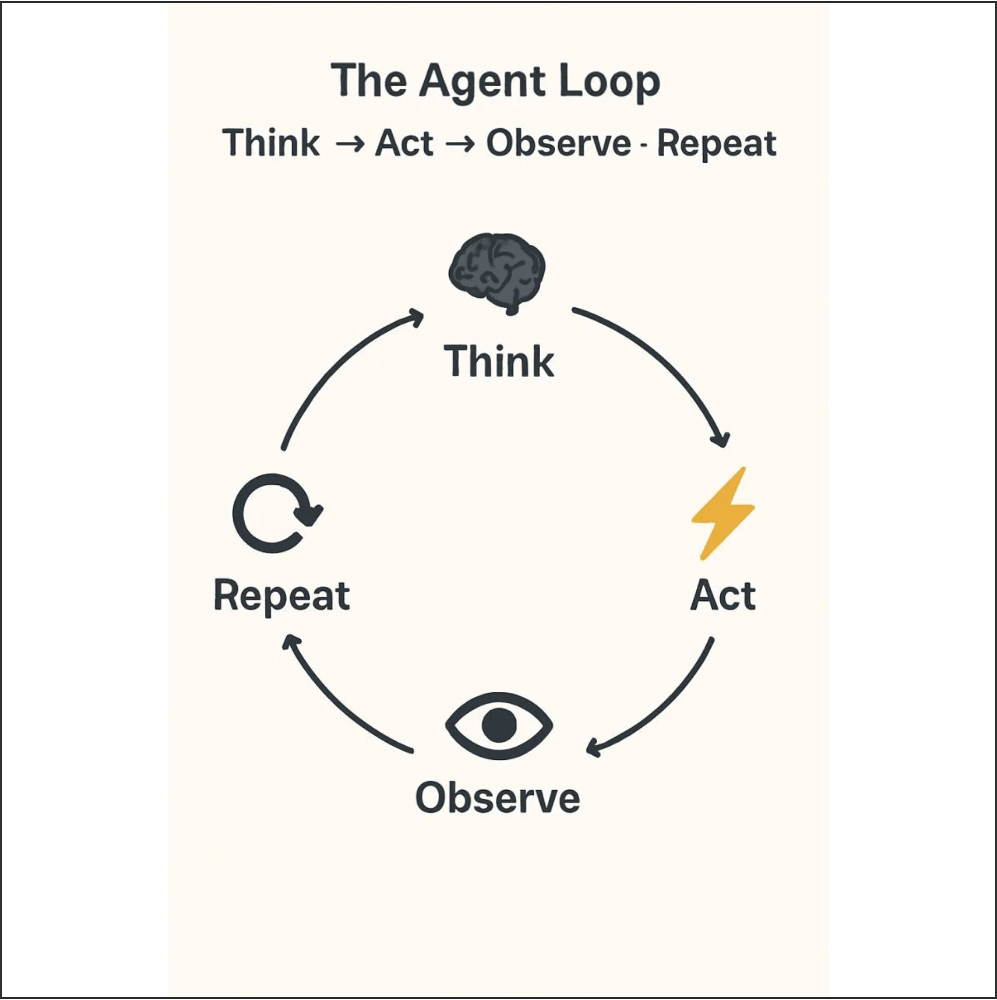 The Agent Loop
Think → Act → Observe - Repeat
Think
Repeat
Act
Observe